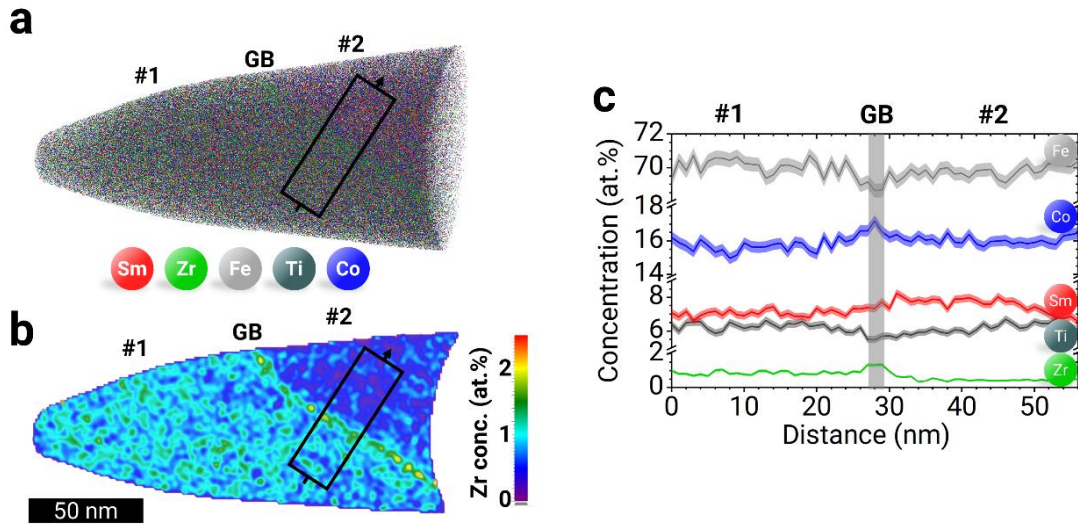 a
#1
GB
#2
Sm Zr Fe Ti Co
b
#1
GB
#2
Zr conc. (at.%)
2
1
0
50 nm
c
#1 GB #2
Concentration (at.%)
72
70
18
18
16
14
8
6
2
0
Fe
Co
Sm
Ti
Zr
0 10 20 30 40 50
Distance (nm)